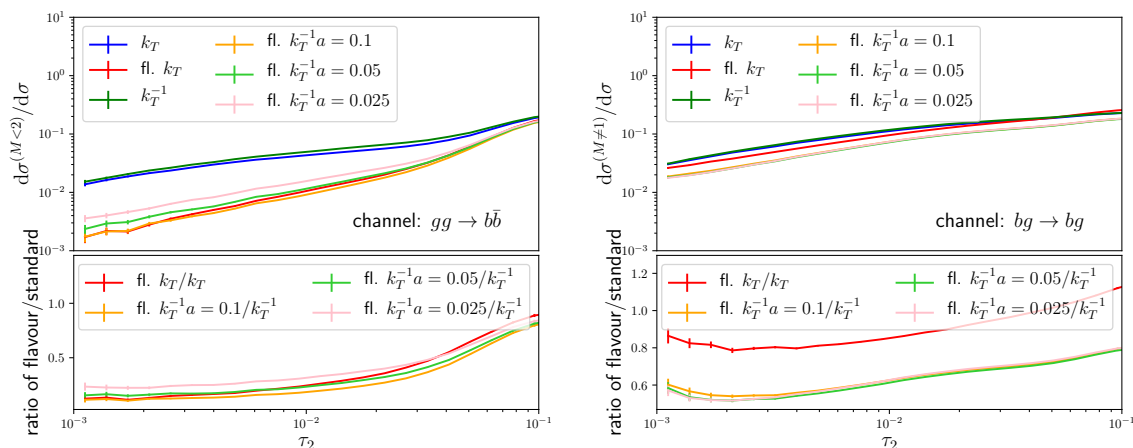 10^1
10^0
10^{-1}
10^{-2}
10^{-3}
dσ^{(M<2)}/dσ
k_T
fl. k_T
k_T^{-1}
fl. k_T^{-1}a = 0.1
fl. k_T^{-1}a = 0.05
fl. k_T^{-1}a = 0.025
channel: gg → bb̄
ratio of flavour/standard
1.0
0.5
fl. k_T/k_T
fl. k_T^{-1}a = 0.1/k_T^{-1}
fl. k_T^{-1}a = 0.05/k_T^{-1}
fl. k_T^{-1}a = 0.025/k_T^{-1}
10^{-3}
10^{-2}
10^{-1}
τ_2
10^1
10^0
10^{-1}
10^{-2}
10^{-3}
dσ^{(M≠1)}/dσ
k_T
fl. k_T
k_T^{-1}
fl. k_T^{-1}a = 0.1
fl. k_T^{-1}a = 0.05
fl. k_T^{-1}a = 0.025
channel: bg → bg
ratio of flavour/standard
1.2
1.0
0.8
0.6
fl. k_T/k_T
fl. k_T^{-1}a = 0.1/k_T^{-1}
fl. k_T^{-1}a = 0.05/k_T^{-1}
fl. k_T^{-1}a = 0.025/k_T^{-1}
10^{-3}
10^{-2}
10^{-1}
τ_2